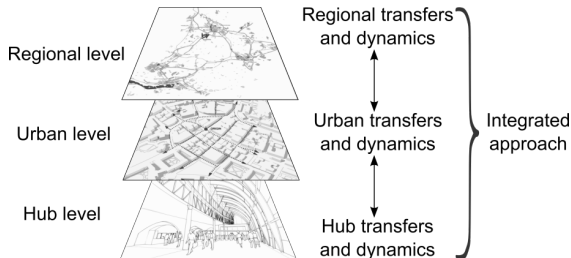 Regional level
Regional transfers
and dynamics
Urban level
Urban transfers
and dynamics
Integrated
approach
Hub level
Hub transfers
and dynamics